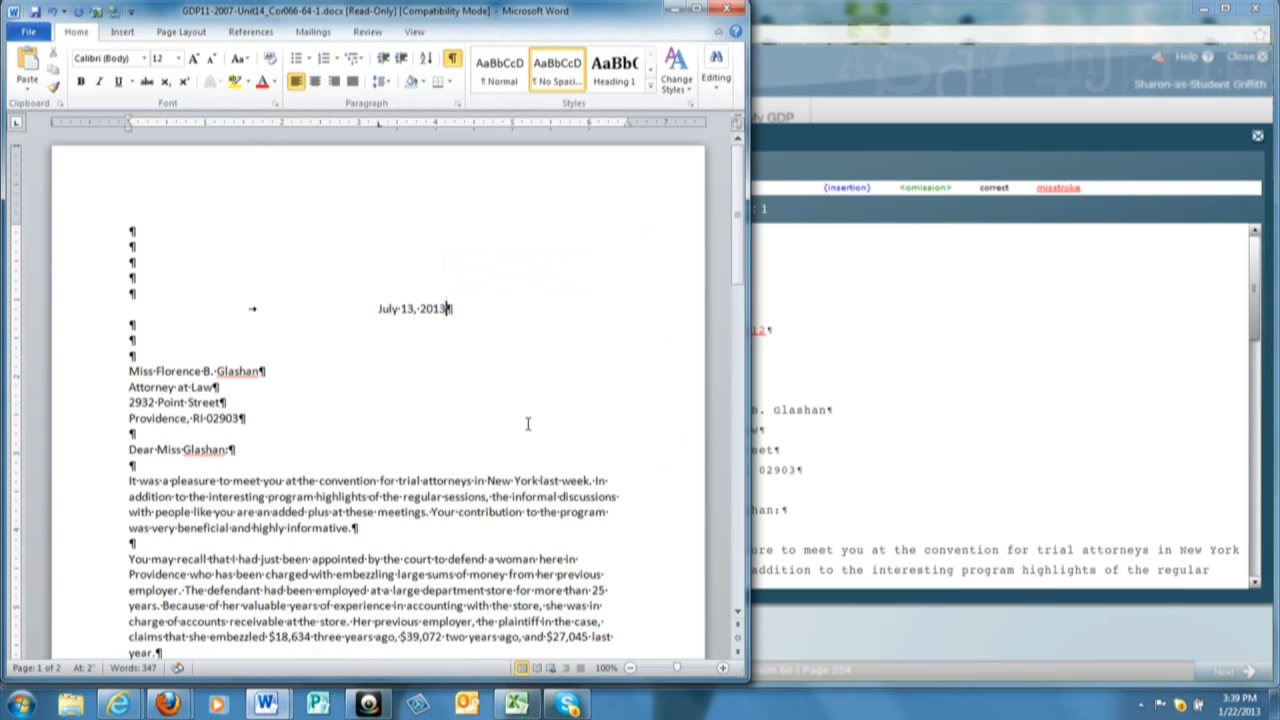 GDP11-2007-Unit14_Cor066-64-1.docx [Read-Only] [Compatibility Mode] - Microsoft Word
File Home Insert Page Layout References Mailings Review View
Help Close
Sharon-as-Student Griffith
Calibri (Body) 12
AaBbCcD AaBbCcD AaBb(
¶ Normal ¶ No Spaci... Heading 1
Change Styles
Editing
Paste
Clipboard Font Paragraph Styles
GDP
{insertion} <omission> correct misstroke
: 1
¶
¶
¶
¶
¶
→ July·13,·2013¶
¶
¶
¶
Miss·Florence·B.·Glashan¶
Attorney·at·Law¶
2932·Point·Street¶
Providence,·RI·02903¶
¶
Dear·Miss·Glashan:¶
¶
It·was·a·pleasure·to·meet·you·at·the·convention·for·trial·attorneys·in·New·York·last·week.·In·
addition·to·the·interesting·program·highlights·of·the·regular·sessions,·the·informal·discussions·
with·people·like·you·are·an·added·plus·at·these·meetings.·Your·contribution·to·the·program·
was·very·beneficial·and·highly·informative.¶
¶
You·may·recall·that·I·had·just·been·appointed·by·the·court·to·defend·a·woman·here·in·
Providence·who·has·been·charged·with·embezzling·large·sums·of·money·from·her·previous·
employer.·The·defendant·had·been·employed·at·a·large·department·store·for·more·than·25·
years.·Because·of·her·valuable·years·of·experience·in·accounting·with·the·store,·she·was·in·
charge·of·accounts·receivable·at·the·store.·Her·previous·employer,·the·plaintiff·in·the·case,·
claims·that·she·embezzled·$18,634·three·years·ago,·$39,072·two·years·ago,·and·$27,045·last·
year.¶
12¶
B. Glashan¶
w¶
eet¶
02903¶
han:¶
ure to meet you at the convention for trial attorneys in New York
addition to the interesting program highlights of the regular
Page: 1 of 2 At: 2" Words: 347 100%
66 | Page 254
Next
3:39 PM
1/22/2013